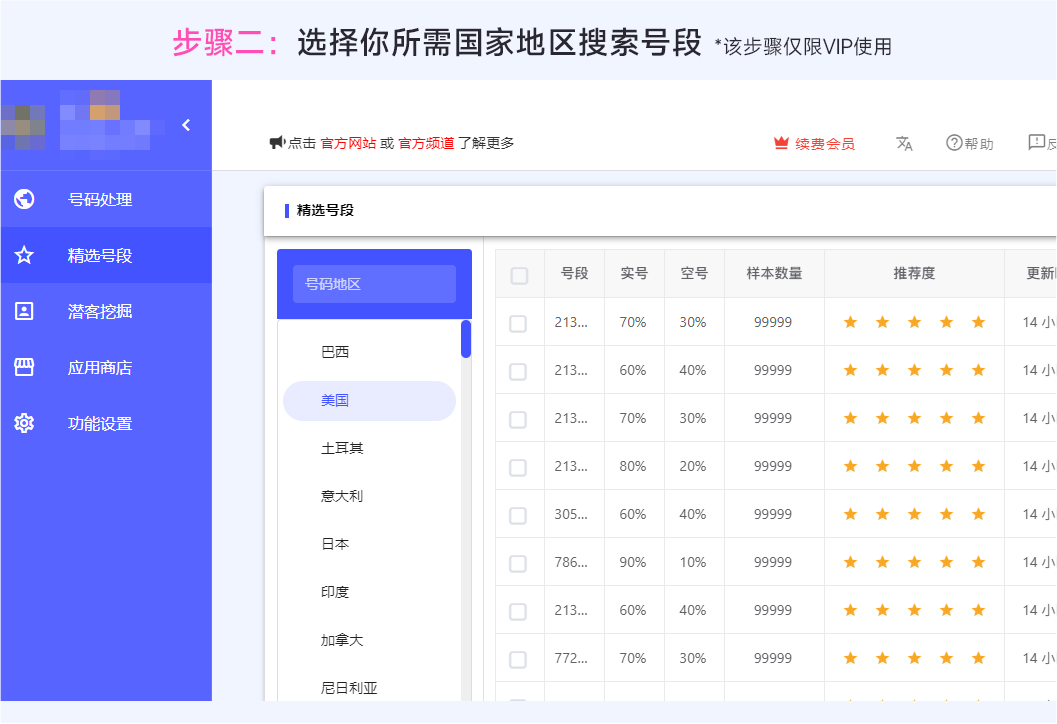 步骤二：选择你所需国家地区搜索号段 *该步骤仅限VIP使用
点击 官方网站 或 官方频道 了解更多 续费会员 帮助
号码处理
精选号段
潜客挖掘
应用商店
功能设置
精选号段
号码地区
巴西
美国
土耳其
意大利
日本
印度
加拿大
尼日利亚
号段 实号 空号 样本数量 推荐度 更新
213... 70% 30% 99999 14 小
213... 60% 40% 99999 14 小
213... 70% 30% 99999 14 小
213... 80% 20% 99999 14 小
305... 60% 40% 99999 14 小
786... 90% 10% 99999 14 小
213... 60% 40% 99999 14 小
772... 70% 30% 99999 14 小